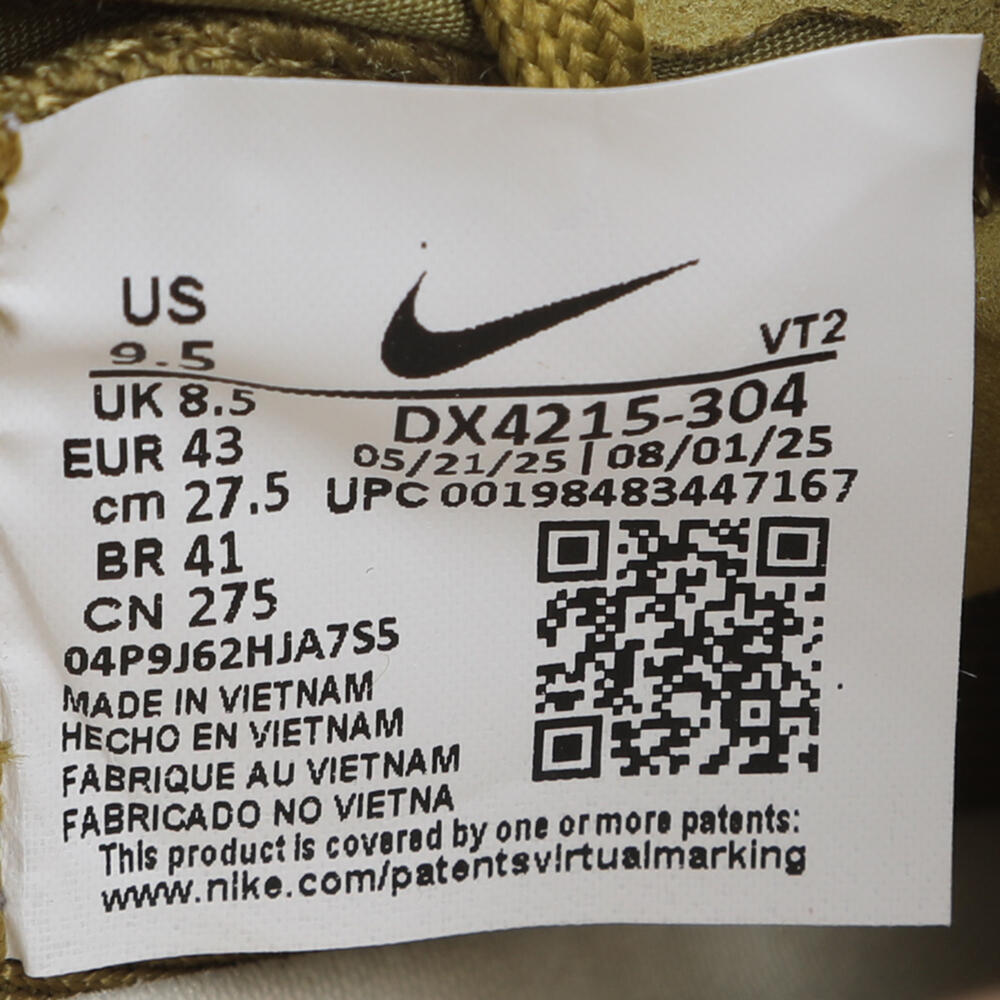 US
9.5
VT2
UK 8.5
DX4215-304
EUR 43
05/21/25 | 08/01/25
cm 27.5
UPC 00198483447167
BR 41
CN 275
04P9J62HJA7S5
MADE IN VIETNAM
HECHO EN VIETNAM
FABRIQUE AU VIETNAM
FABRICADO NO VIETNA
This product is covered by one or more patents:
www.nike.com/patentsvirtualmarking